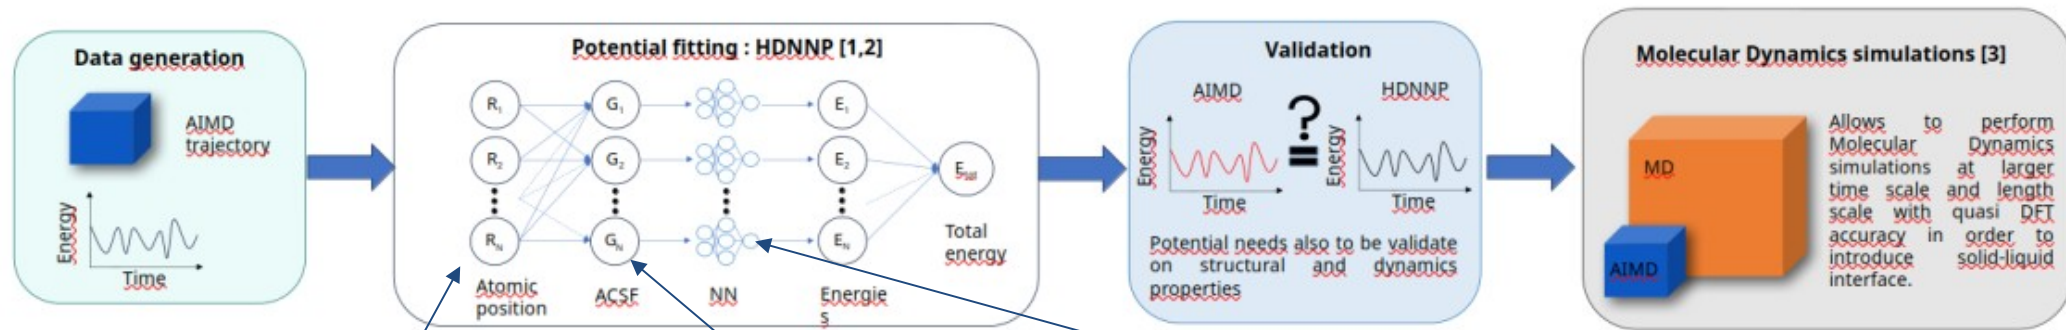 Data generation
AIMD
trajectory
Energy
Time
Potential fitting : HDNNP [1,2]
R1
G1
E1
R2
G2
E2
RN
GN
EN
Total
energy
Atomic
position
ACSF
NN
Energie
s
Validation
AIMD
HDNNP
?
=
Energy
Time
Energy
Time
Potential needs also to be validate
on structural and dynamics
properties
Molecular Dynamics simulations [3]
MD
AIMD
Allows to perform
Molecular Dynamics
simulations at larger
time scale and length
scale with quasi DFT
accuracy in order to
introduce solid-liquid
interface.